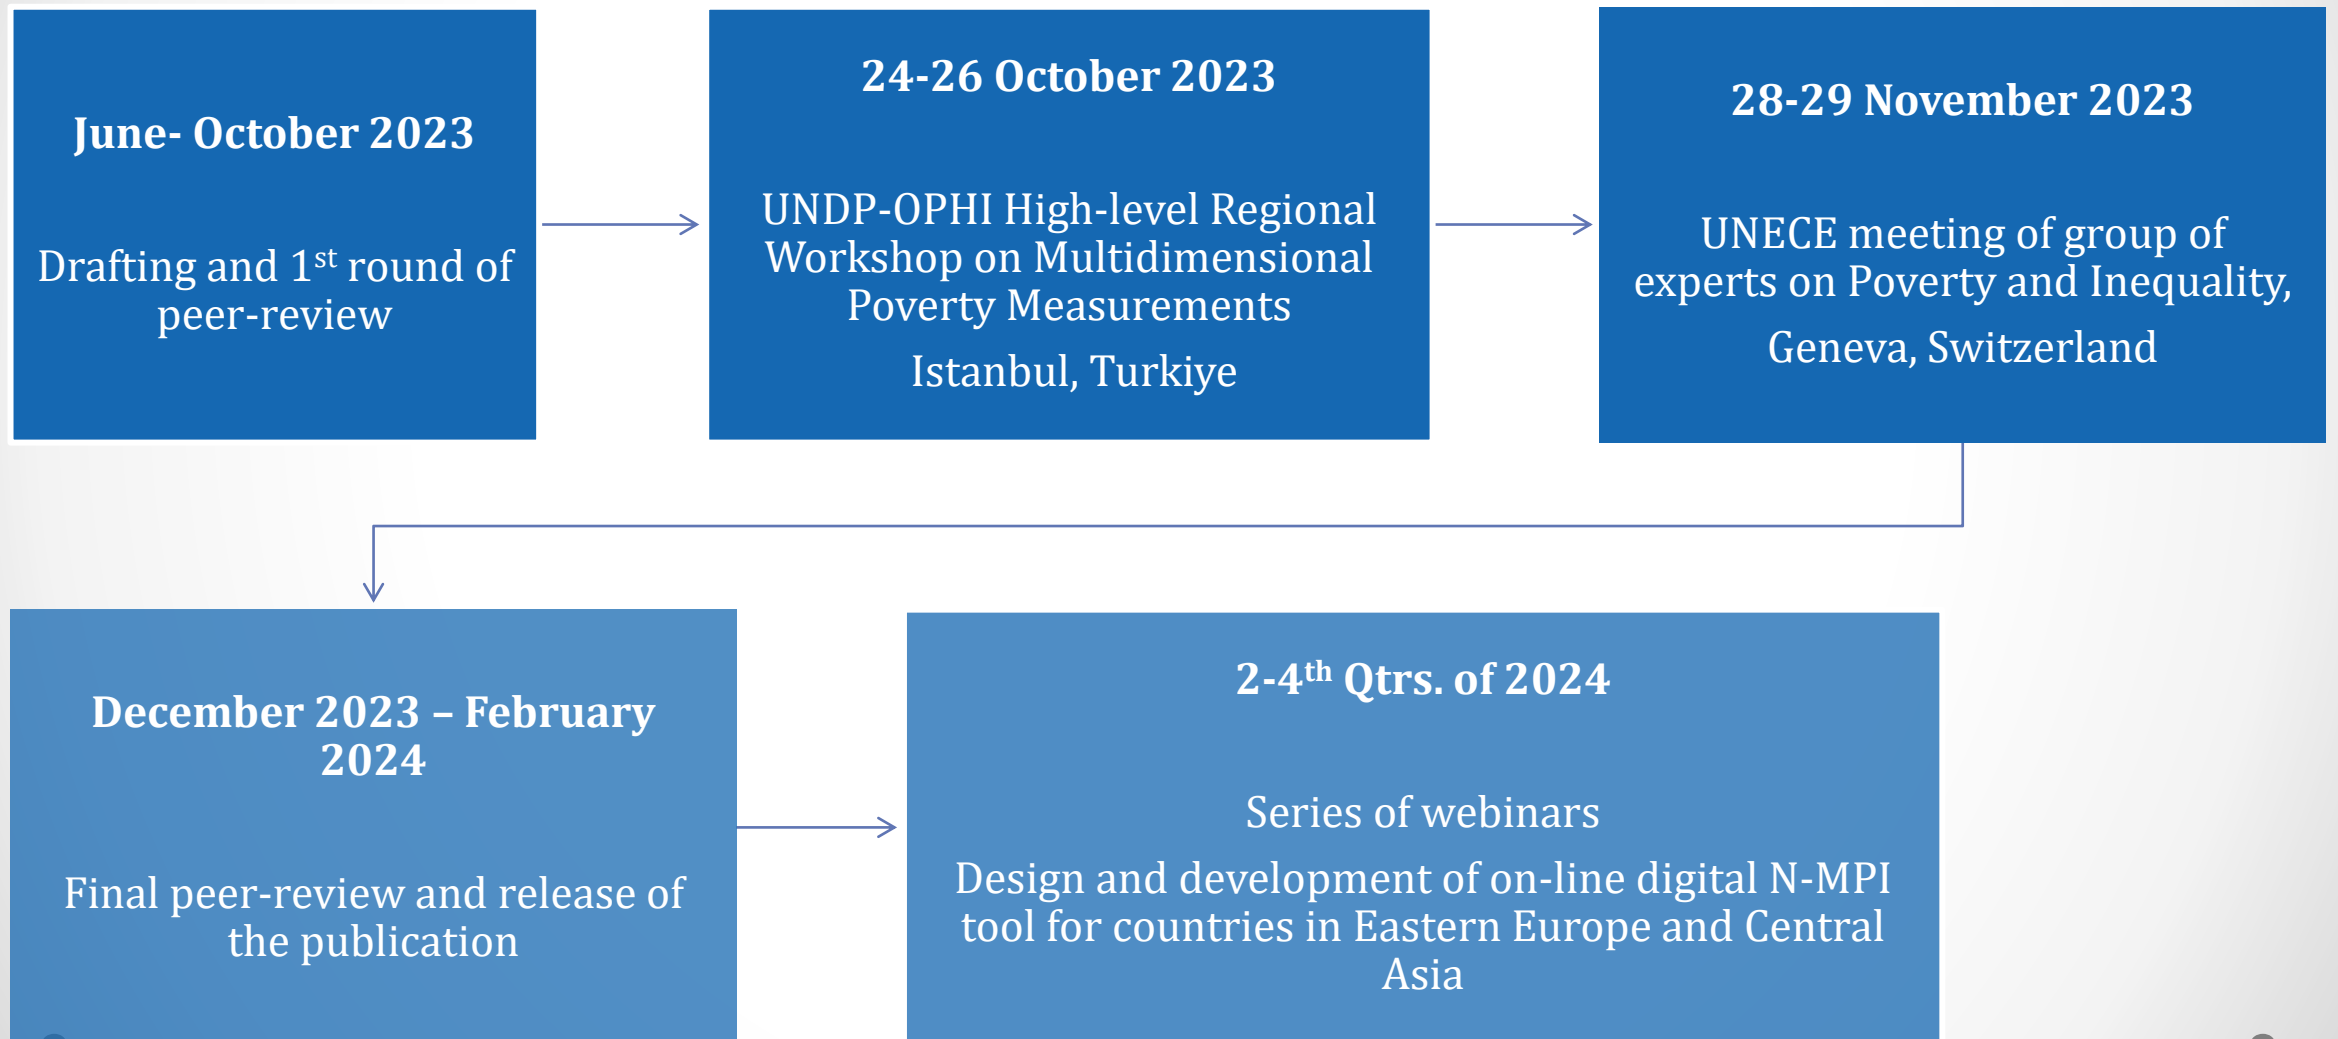 June- October 2023
Drafting and 1st round of
peer-review
24-26 October 2023
UNDP-OPHI High-level Regional
Workshop on Multidimensional
Poverty Measurements
Istanbul, Turkiye
28-29 November 2023
UNECE meeting of group of
experts on Poverty and Inequality,
Geneva, Switzerland
December 2023 – February
2024
Final peer-review and release of
the publication
2-4th Qtrs. of 2024
Series of webinars
Design and development of on-line digital N-MPI
tool for countries in Eastern Europe and Central
Asia